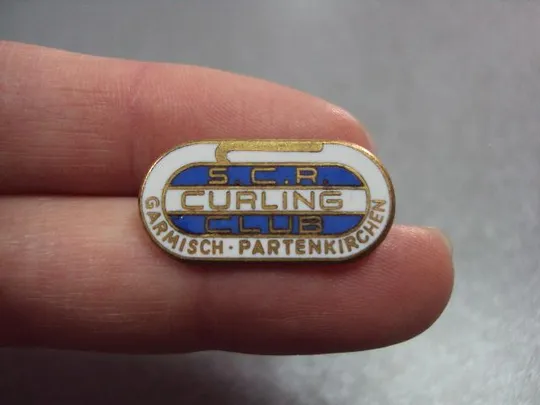 S.C.R.
CURLING
CLUB
GARMISCH · PARTENKIRCHEN